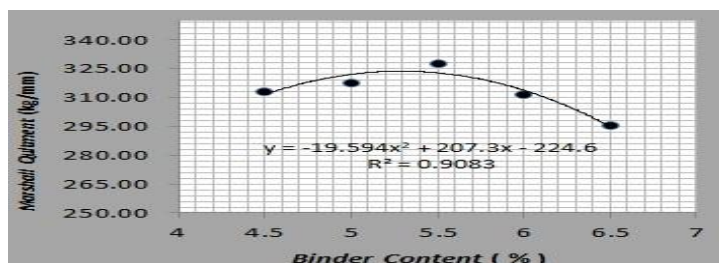 Marshall Qutament (kg/mm)
340.00
325.00
310.00
295.00
280.00
265.00
250.00
y = -19.594x² + 207.3x - 224.6
R² = 0.9083
4 4.5 5 5.5 6 6.5 7
Binder Content ( % )